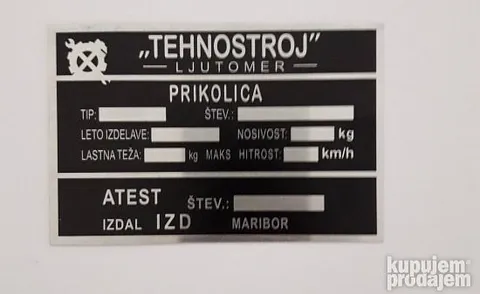 „TEHNOSTROJ”
LJUTOMER
PRIKOLICA
TIP: ŠTEV.:
LETO IZDELAVE: NOSIVOST: kg
LASTNA TEŽA: kg MAKS HITROST: km/h
ATEST ŠTEV.:
IZDAL IZD MARIBOR
kupujem
prodajem